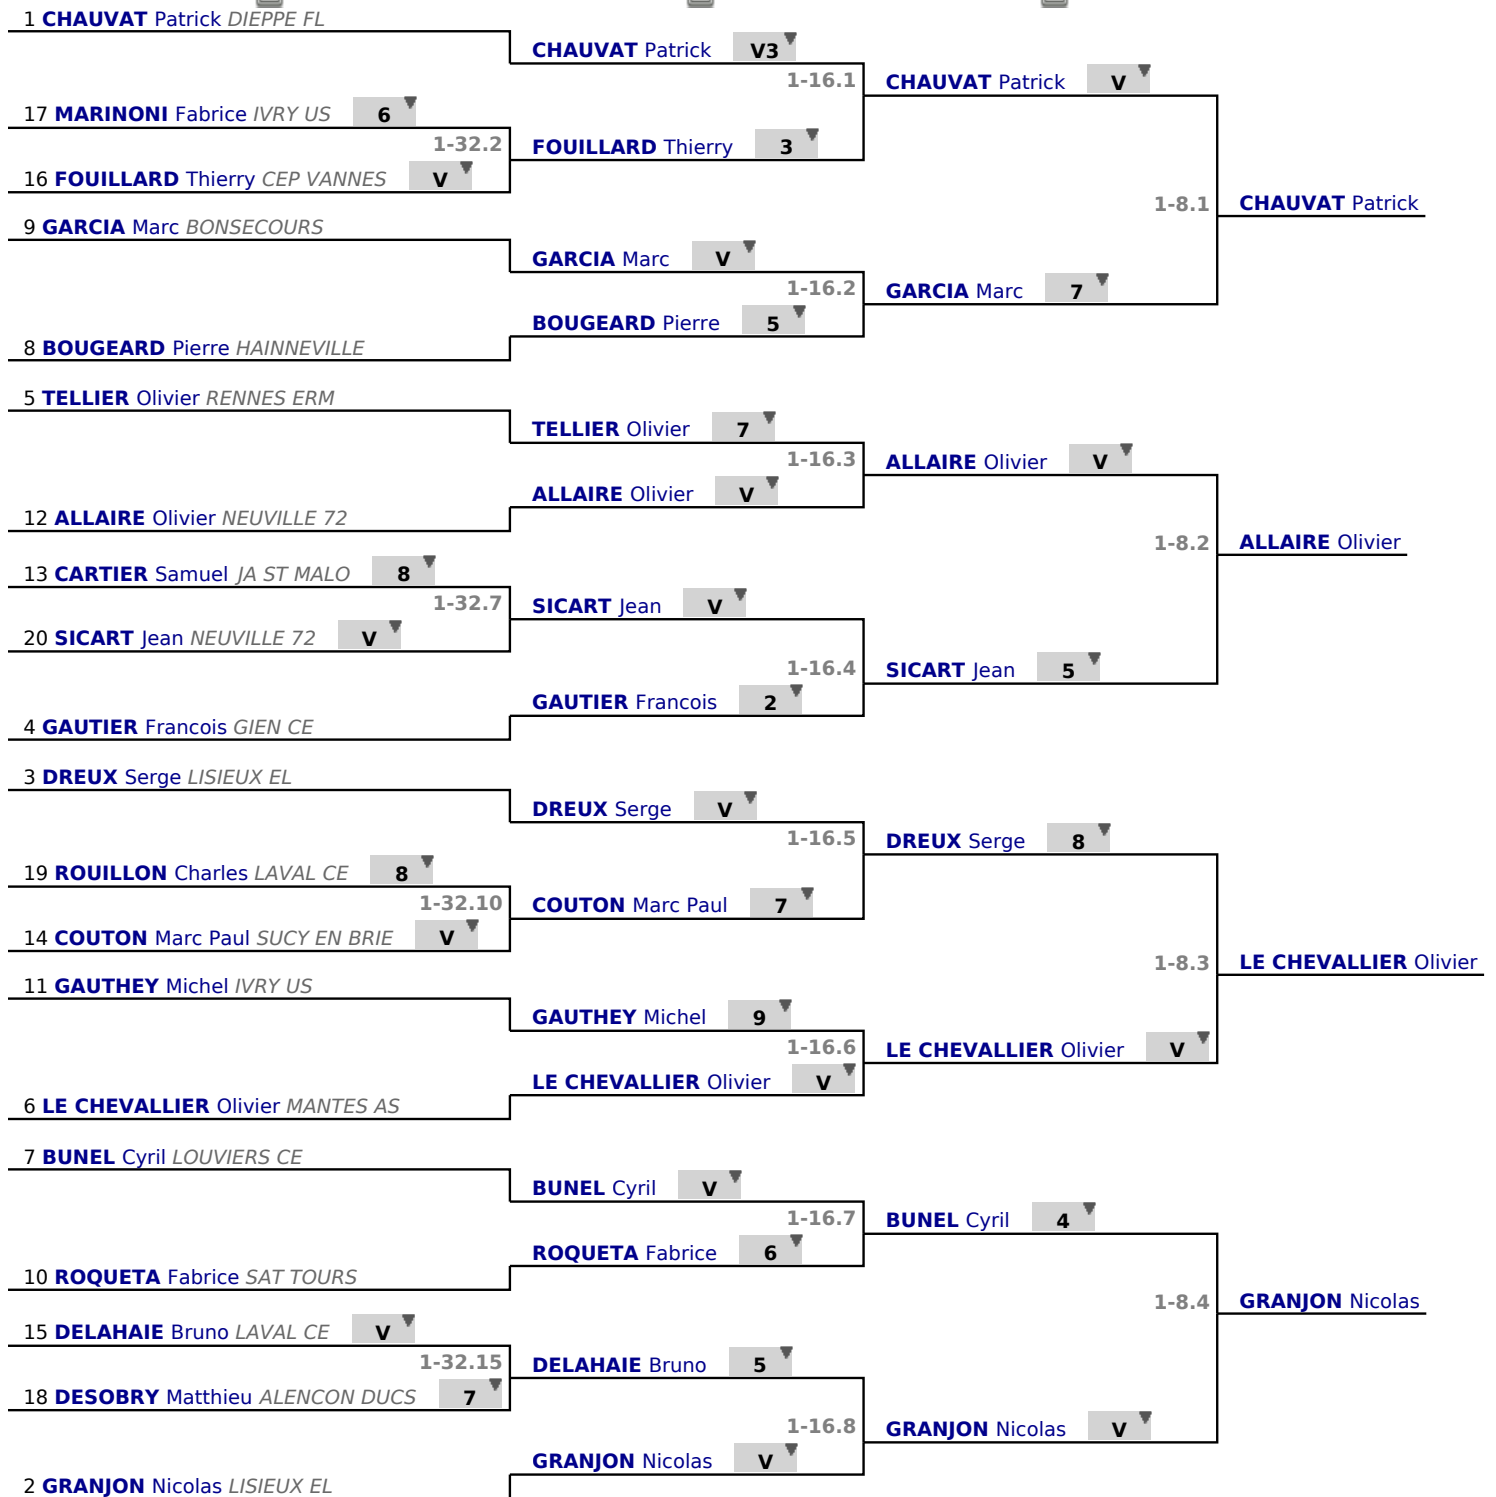 1 CHAUVAT Patrick DIEPPE FL
CHAUVAT Patrick V3
1-16.1
CHAUVAT Patrick V
17 MARINONI Fabrice IVRY US 6
1-32.2
FOUILLARD Thierry 3
16 FOUILLARD Thierry CEP VANNES V
1-8.1
CHAUVAT Patrick
9 GARCIA Marc BONSECOURS
GARCIA Marc V
1-16.2
GARCIA Marc 7
BOUGEARD Pierre 5
8 BOUGEARD Pierre HAINNEVILLE
5 TELLIER Olivier RENNES ERM
TELLIER Olivier 7
1-16.3
ALLAIRE Olivier V
ALLAIRE Olivier V
12 ALLAIRE Olivier NEUVILLE 72
1-8.2
ALLAIRE Olivier
13 CARTIER Samuel JA ST MALO 8
1-32.7
SICART Jean V
20 SICART Jean NEUVILLE 72 V
1-16.4
SICART Jean 5
GAUTIER Francois 2
4 GAUTIER Francois GIEN CE
3 DREUX Serge LISIEUX EL
DREUX Serge V
1-16.5
DREUX Serge 8
19 ROUILLON Charles LAVAL CE 8
1-32.10
COUTON Marc Paul 7
14 COUTON Marc Paul SUCY EN BRIE V
1-8.3
LE CHEVALLIER Olivier
11 GAUTHEY Michel IVRY US
GAUTHEY Michel 9
1-16.6
LE CHEVALLIER Olivier V
LE CHEVALLIER Olivier V
6 LE CHEVALLIER Olivier MANTES AS
7 BUNEL Cyril LOUVIERS CE
BUNEL Cyril V
1-16.7
BUNEL Cyril 4
ROQUETA Fabrice 6
10 ROQUETA Fabrice SAT TOURS
1-8.4
GRANJON Nicolas
15 DELAHAIE Bruno LAVAL CE V
1-32.15
DELAHAIE Bruno 5
18 DESOBRY Matthieu ALENCON DUCS 7
1-16.8
GRANJON Nicolas V
GRANJON Nicolas V
2 GRANJON Nicolas LISIEUX EL